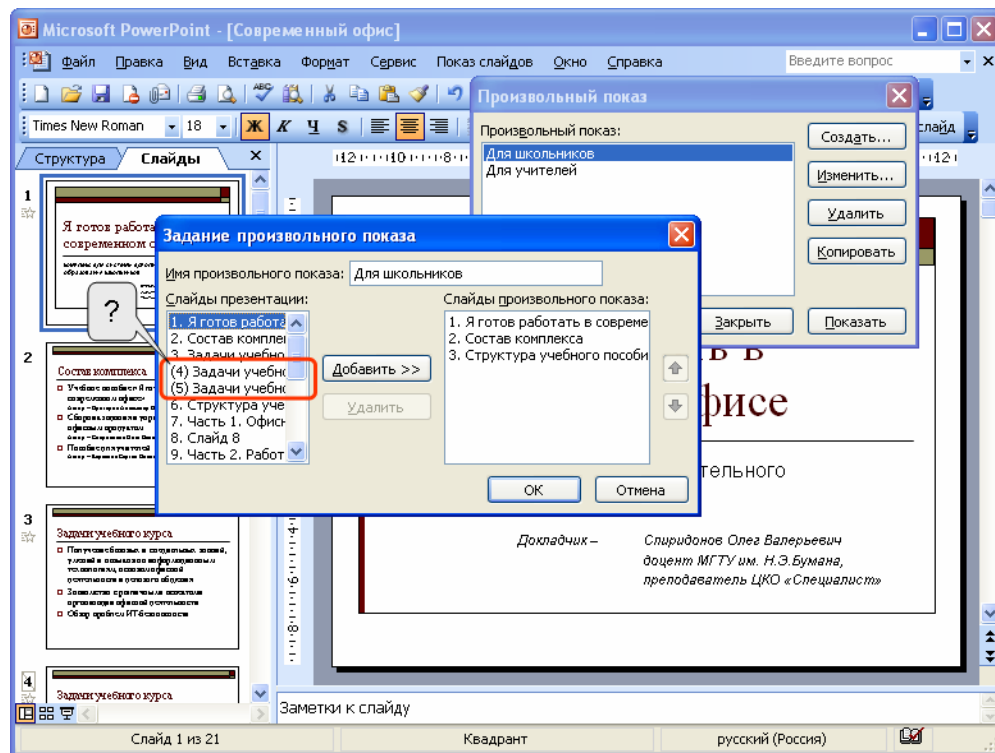 Microsoft PowerPoint - [Современный офис]
Файл Правка Вид Вставка Формат Сервис Показ слайдов Окно Справка Введите вопрос
Times New Roman 18 Ж К Ч S
Структура Слайды
Произвольный показ
Произвольный показ:
Для школьников
Для учителей
Создать...
Изменить...
Удалить
Копировать
Закрыть Показать
Задание произвольного показа
Имя произвольного показа: Для школьников
Слайды презентации:
1. Я готов работа
2. Состав комплек
3. Задачи учебно
(4) Задачи учебно
(5) Задачи учебно
6. Структура уче
7. Часть 1. Офисн
8. Слайд 8
9. Часть 2. Работ
?
Добавить >>
Удалить
Слайды произвольного показа:
1. Я готов работать в совреме
2. Состав комплекса
3. Структура учебного пособи
ОК Отмена
1
Я готов работа
современном о
2
Состав комплекса
3
Задачи учебного курса
4
Задачи учебного курса
фисе
тельного
Докладчик – Спиридонов Олег Валерьевич
доцент МГТУ им. Н.Э.Бумана,
преподаватель ЦКО «Специалист»
Заметки к слайду
Слайд 1 из 21 Квадрант русский (Россия)